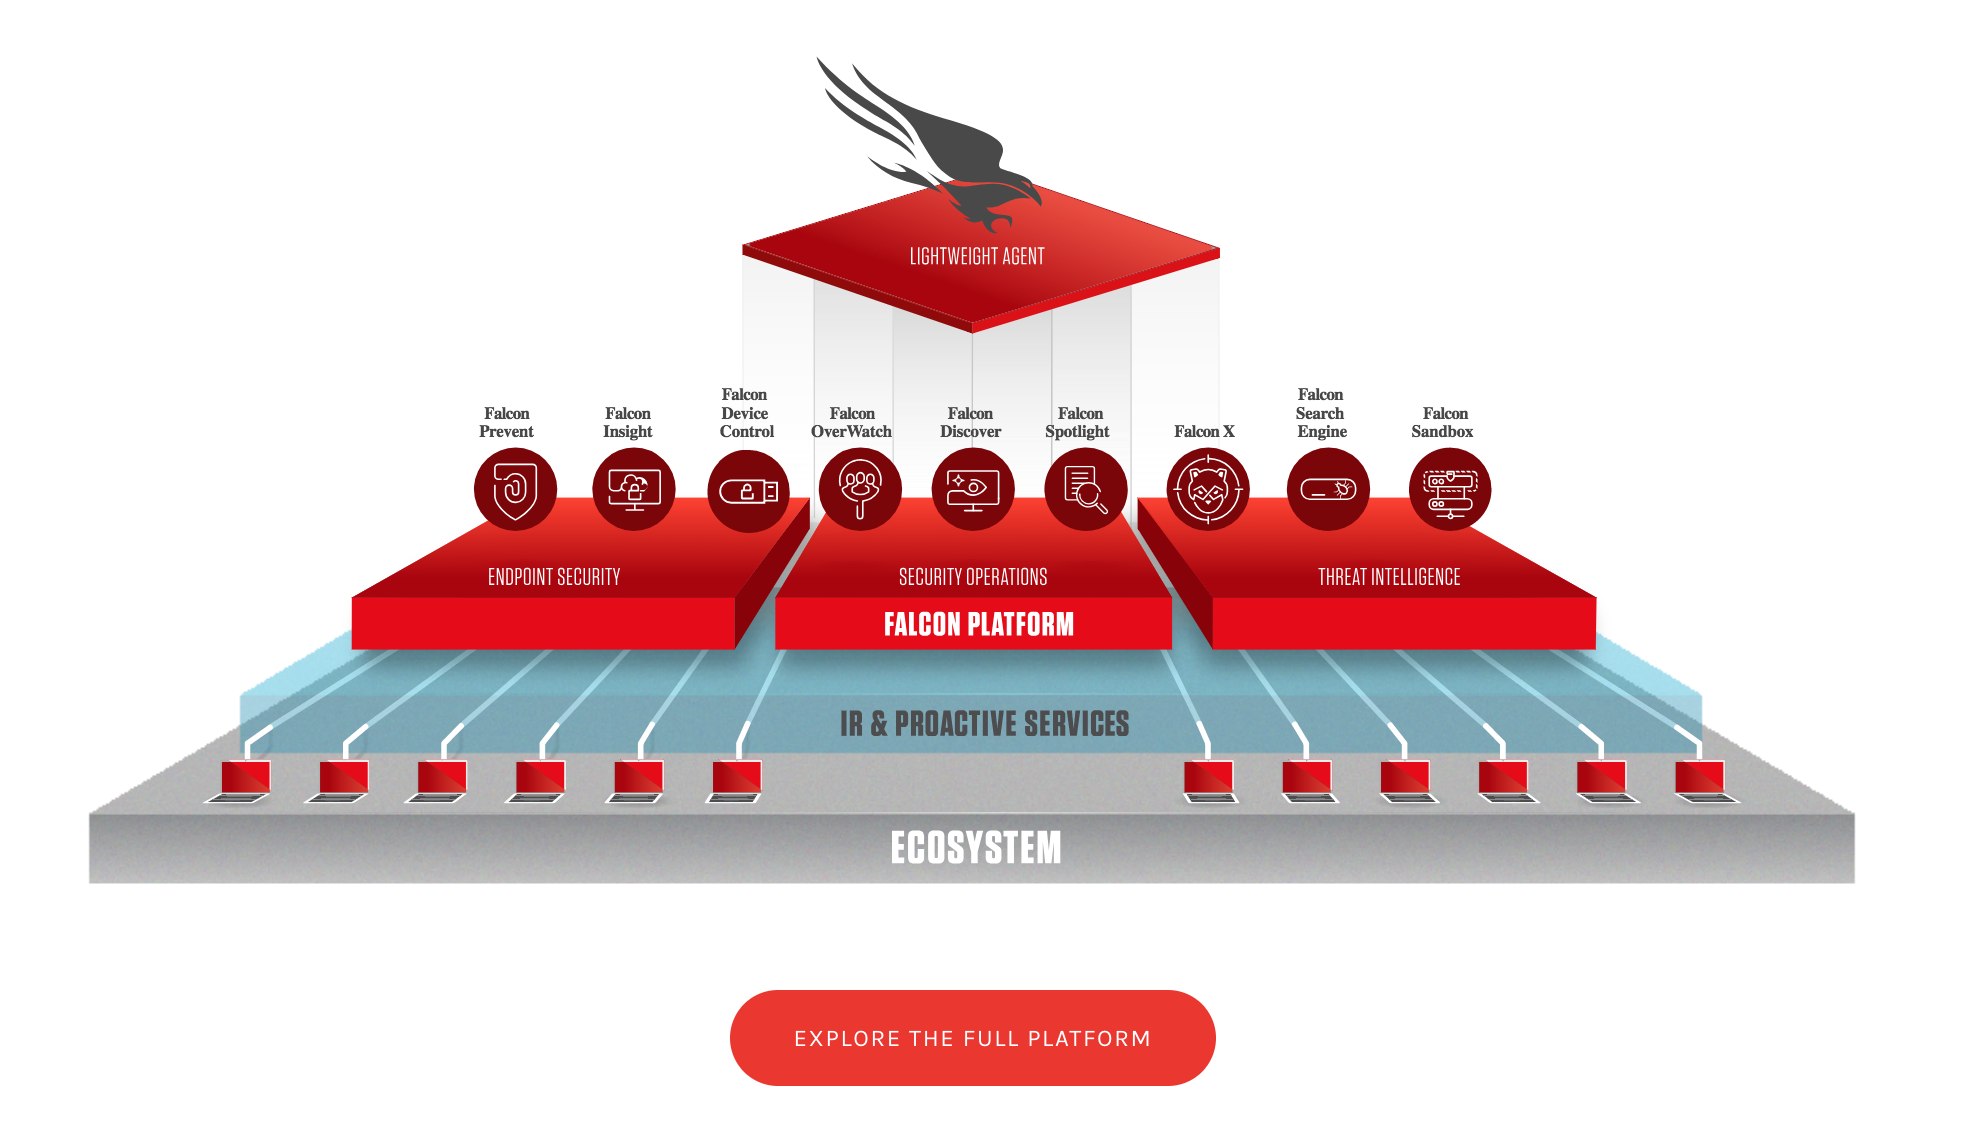 LIGHTWEIGHT AGENT
Falcon
Prevent
Falcon
Insight
Falcon
Device
Control
Falcon
OverWatch
Falcon
Discover
Falcon
Spotlight
Falcon X
Falcon
Search
Engine
Falcon
Sandbox
ENDPOINT SECURITY
SECURITY OPERATIONS
THREAT INTELLIGENCE
FALCON PLATFORM
IR & PROACTIVE SERVICES
ECOSYSTEM
EXPLORE THE FULL PLATFORM